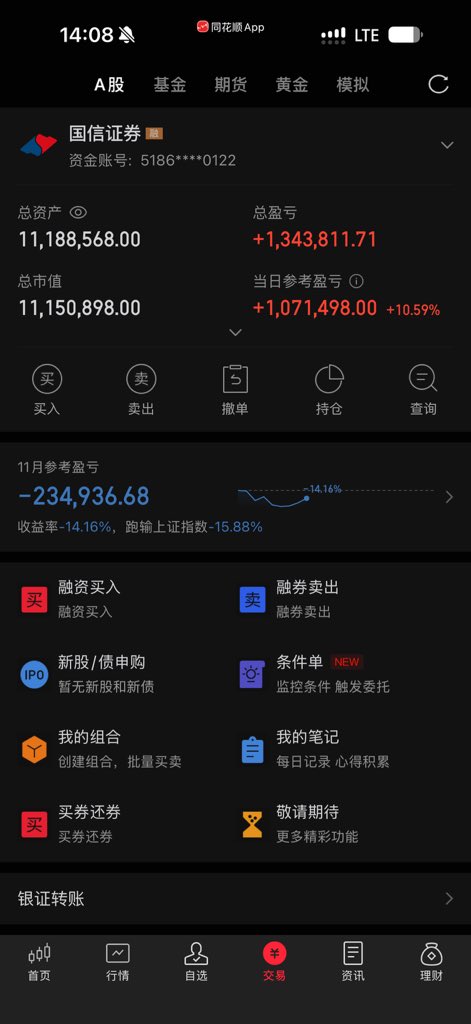 14:08
同花顺App
LTE
A股 基金 期货 黄金 模拟
国信证券 融
资金账号：5186****0122
总资产 总盈亏
11,188,568.00 +1,343,811.71
总市值 当日参考盈亏
11,150,898.00 +1,071,498.00 +10.59%
买 卖
买入 卖出 撤单 持仓 查询
11月参考盈亏
-234,936.68 -14.16%
收益率-14.16%，跑输上证指数-15.88%
买 融资买入 卖 融券卖出
融资买入 融券卖出
IPO 新股/债申购 条件单 NEW
暂无新股和新债 监控条件 触发委托
我的组合 我的笔记
创建组合，批量买卖 每日记录 心得积累
买 买券还券 敬请期待
买券还券 更多精彩功能
银证转账
¥
首页 行情 自选 交易 资讯 理财